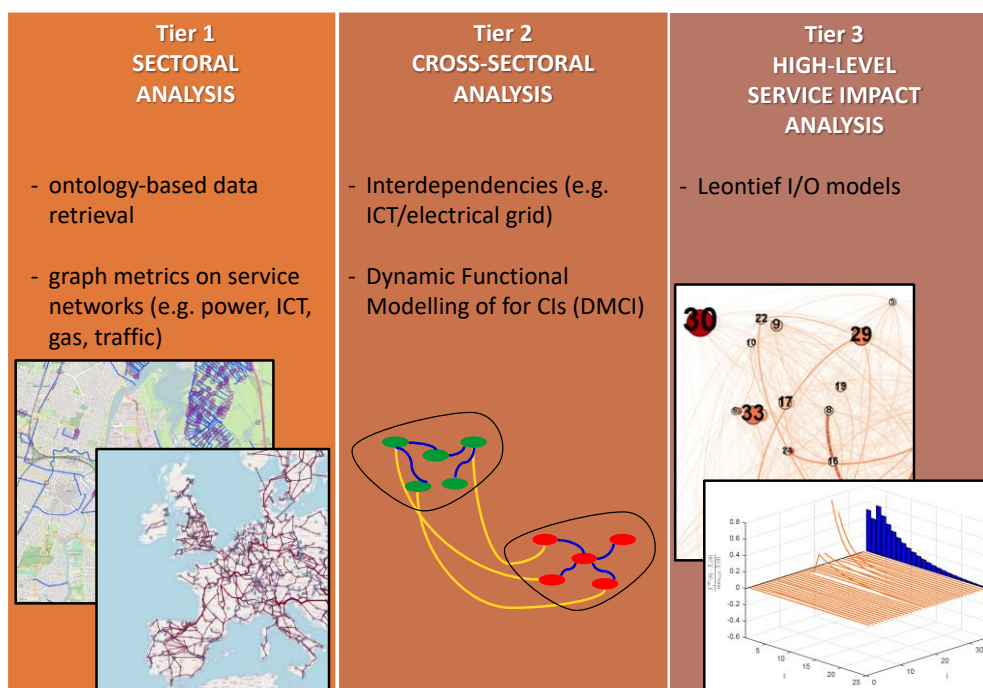 Tier 1
SECTORAL
ANALYSIS
- ontology-based data
retrieval
- graph metrics on service
networks (e.g. power, ICT,
gas, traffic)
Tier 2
CROSS-SECTORAL
ANALYSIS
- Interdependencies (e.g.
ICT/electrical grid)
- Dynamic Functional
Modelling of for CIs (DMCI)
Tier 3
HIGH-LEVEL
SERVICE IMPACT
ANALYSIS
- Leontief I/O models
30
22
9
5
29
10
19
17
6
33
8
24
16
0.8
0.6
0.4
0.2
0
-0.2
-0.4
-0.6
5
10
15
20
25
t
0
10
20
30
i